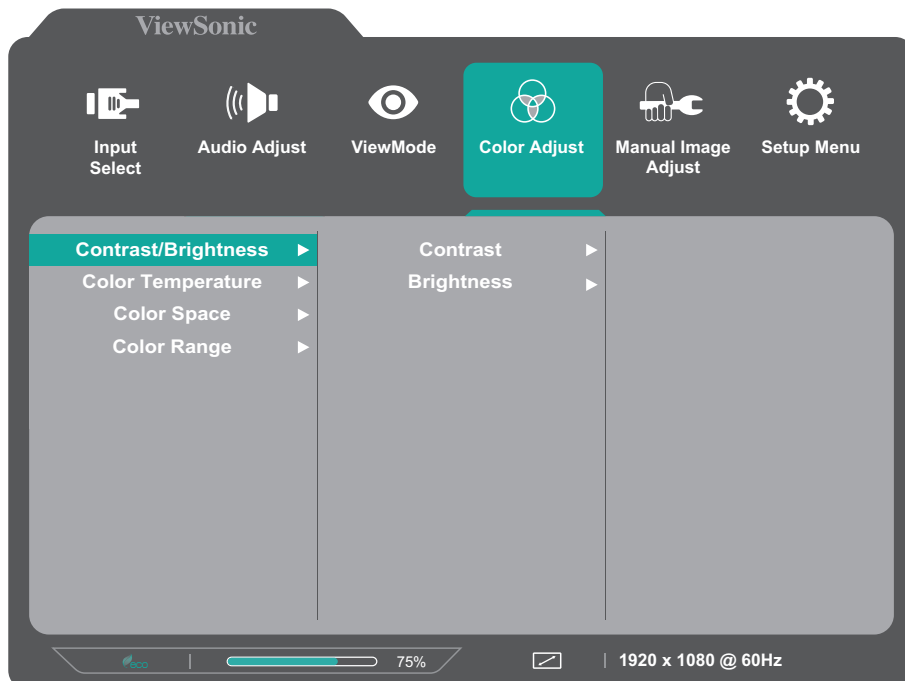 ViewSonic
Input
Select
Audio Adjust
ViewMode
Color Adjust
Manual Image
Adjust
Setup Menu
Contrast/Brightness
Color Temperature
Color Space
Color Range
Contrast
Brightness
eco
75%
1920 x 1080 @ 60Hz